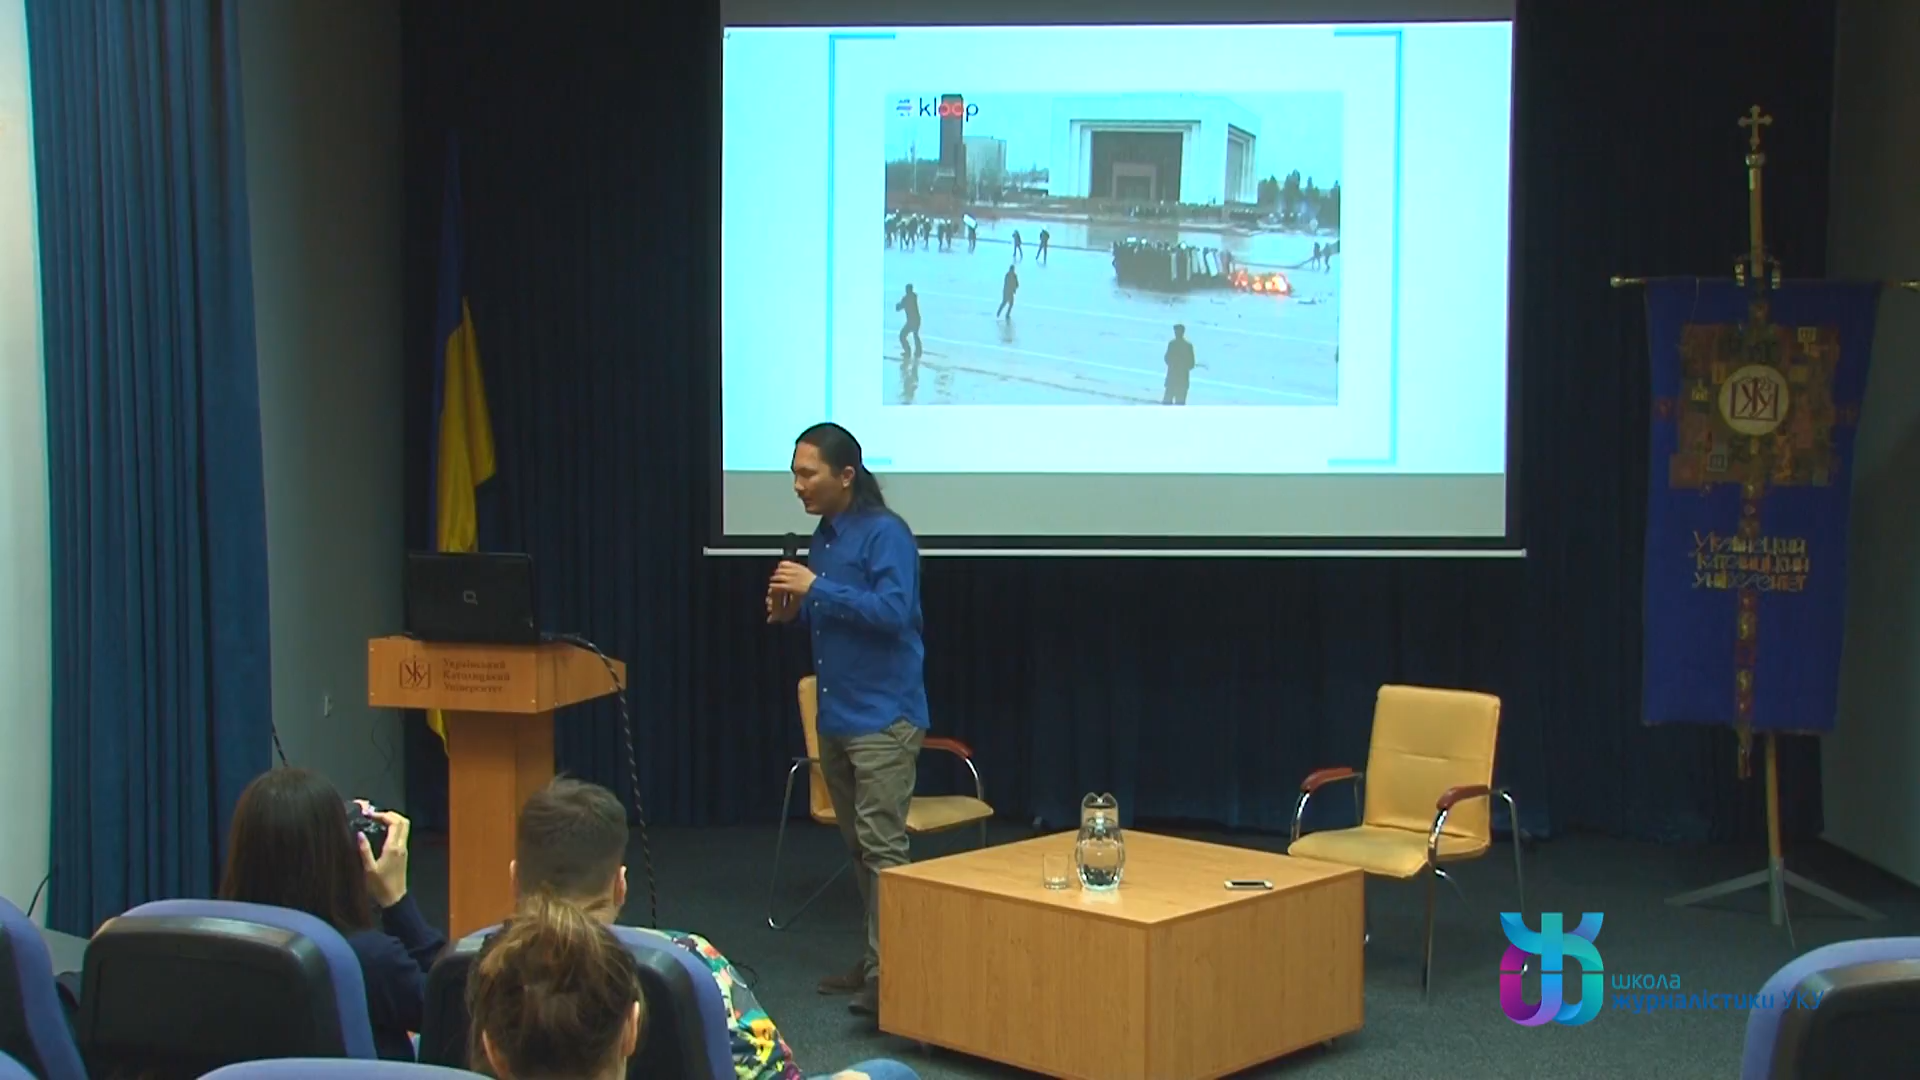 kloop
Український
Католицький
Університет
Український
Католицький
Університет
школа
журналістики УКУ